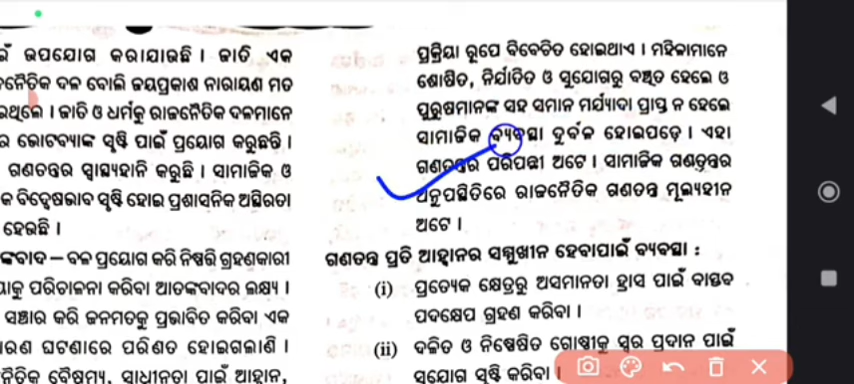 ଇଁ ଉପଯୋଗ କରାଯାଉଛି । ଜାତି ଏକ
ନୈତିକ ଦଳ ବୋଲି ଜୟପ୍ରକାଶ ନାରାୟଣ ମତ
ଇଥିଲେ । ଜାତି ଓ ଧର୍ମକୁ ରାଜନୈତିକ ଦଳମାନେ
ର ଭୋଟବ୍ୟାଙ୍କ ସୃଷ୍ଟି ପାଇଁ ପ୍ରୟୋଗ କରୁଛନ୍ତି ।
ଗଣତନ୍ତ୍ରର ସ୍ୱାସ୍ଥ୍ୟହାନି କରୁଛି । ସାମାଜିକ ଓ
କ ବିଦ୍ୱେଷଭାବ ସୃଷ୍ଟି ହୋଇ ପ୍ରଶାସନିକ ଅସ୍ଥିରତା
ହେଉଛି ।
ଙ୍କବାଦ – ବଳ ପ୍ରୟୋଗ କରି ନିଷ୍ପତ୍ତି ଗ୍ରହଣକାରୀ
ୟାକୁ ପରିଚାଳନା କରିବା ଆତଙ୍କବାଦର ଲକ୍ଷ୍ୟ ।
ସଞ୍ଚାର କରି ଜନମତକୁ ପ୍ରଭାବିତ କରିବା ଏକ
ାରଣ ଘଟଣାରେ ପରିଣତ ହୋଇଗଲାଣି ।
ନୈତିକ ବୈଷମ୍ୟ, ସାଧୀନତା ପାଇଁ ଆହ୍ୱାନ,
ପ୍ରକ୍ରିୟା ରୂପେ ବିବେଚିତ ହୋଇଥାଏ । ମହିଳାମାନେ
ଶୋଷିତ, ନିର୍ଯାତିତ ଓ ସୁଯୋଗରୁ ବଞ୍ଚିତ ହେଲେ ଓ
ପୁରୁଷମାନଙ୍କ ସହ ସମାନ ମର୍ଯ୍ୟାଦା ପ୍ରାପ୍ତ ନ ହେଲେ
ସାମାଜିକ ବ୍ୟବସ୍ଥା ଦୁର୍ବଳ ହୋଇପଡ଼େ । ଏହା
ଗଣତନ୍ତ୍ରର ପରିପନ୍ଥୀ ଅଟେ । ସାମାଜିକ ଗଣତନ୍ତ୍ରର
ଅନୁପସ୍ଥିତିରେ ରାଜନୈତିକ ଗଣତନ୍ତ୍ର ମୂଲ୍ୟହୀନ
ଅଟେ ।
ଗଣତନ୍ତ୍ର ପ୍ରତି ଆହ୍ୱାନର ସମ୍ମୁଖୀନ ହେବାପାଇଁ ବ୍ୟବସ୍ଥା :
(i) ପ୍ରତ୍ୟେକ କ୍ଷେତ୍ରରୁ ଅସମାନତା ହ୍ରାସ ପାଇଁ ବାସ୍ତବ
ପଦକ୍ଷେପ ଗ୍ରହଣ କରିବା ।
(ii) ଦଳିତ ଓ ନିଷ୍ପେଷିତ ଗୋଷ୍ଠୀକୁ ସ୍ୱର ପ୍ରଦାନ ପାଇଁ
ସୁଯୋଗ ସୃଷ୍ଟି କରିବା ।